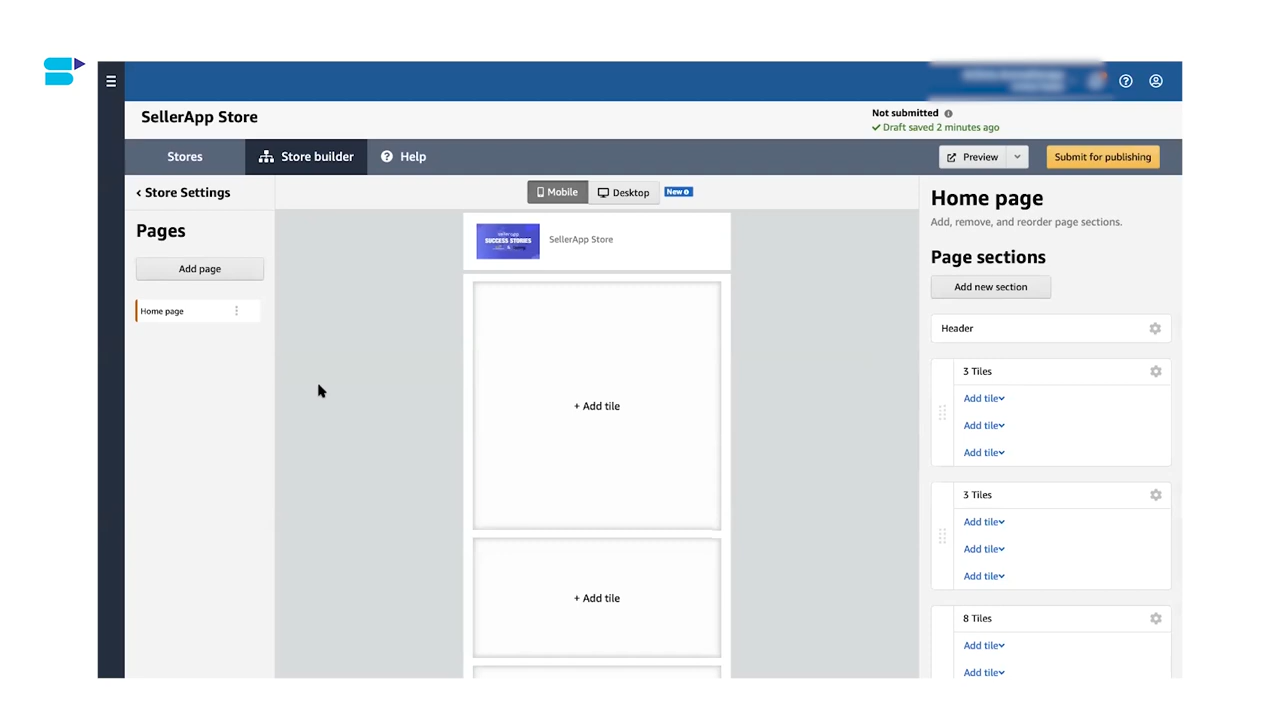 SellerApp Store
Not submitted
Draft saved 2 minutes ago
Stores
Store builder
Help
Preview
Submit for publishing
Store Settings
Mobile
Desktop
New
Pages
Add page
Home page
sellerapp
SUCCESS STORIES
SellerApp Store
+ Add tile
+ Add tile
Home page
Add, remove, and reorder page sections.
Page sections
Add new section
Header
3 Tiles
Add tile
Add tile
Add tile
3 Tiles
Add tile
Add tile
Add tile
8 Tiles
Add tile
Add tile